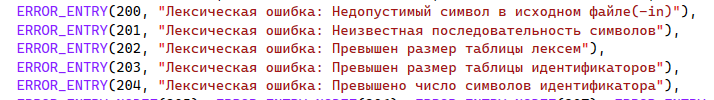 ERROR_ENTRY(200, "Лексическая ошибка: Недопустимый символ в исходном файле(-in)"),
ERROR_ENTRY(201, "Лексическая ошибка: Неизвестная последовательность символов"),
ERROR_ENTRY(202, "Лексическая ошибка: Превышен размер таблицы лексем"),
ERROR_ENTRY(203, "Лексическая ошибка: Превышен размер таблицы идентификаторов"),
ERROR_ENTRY(204, "Лексическая ошибка: Превышено число символов идентификатора"),